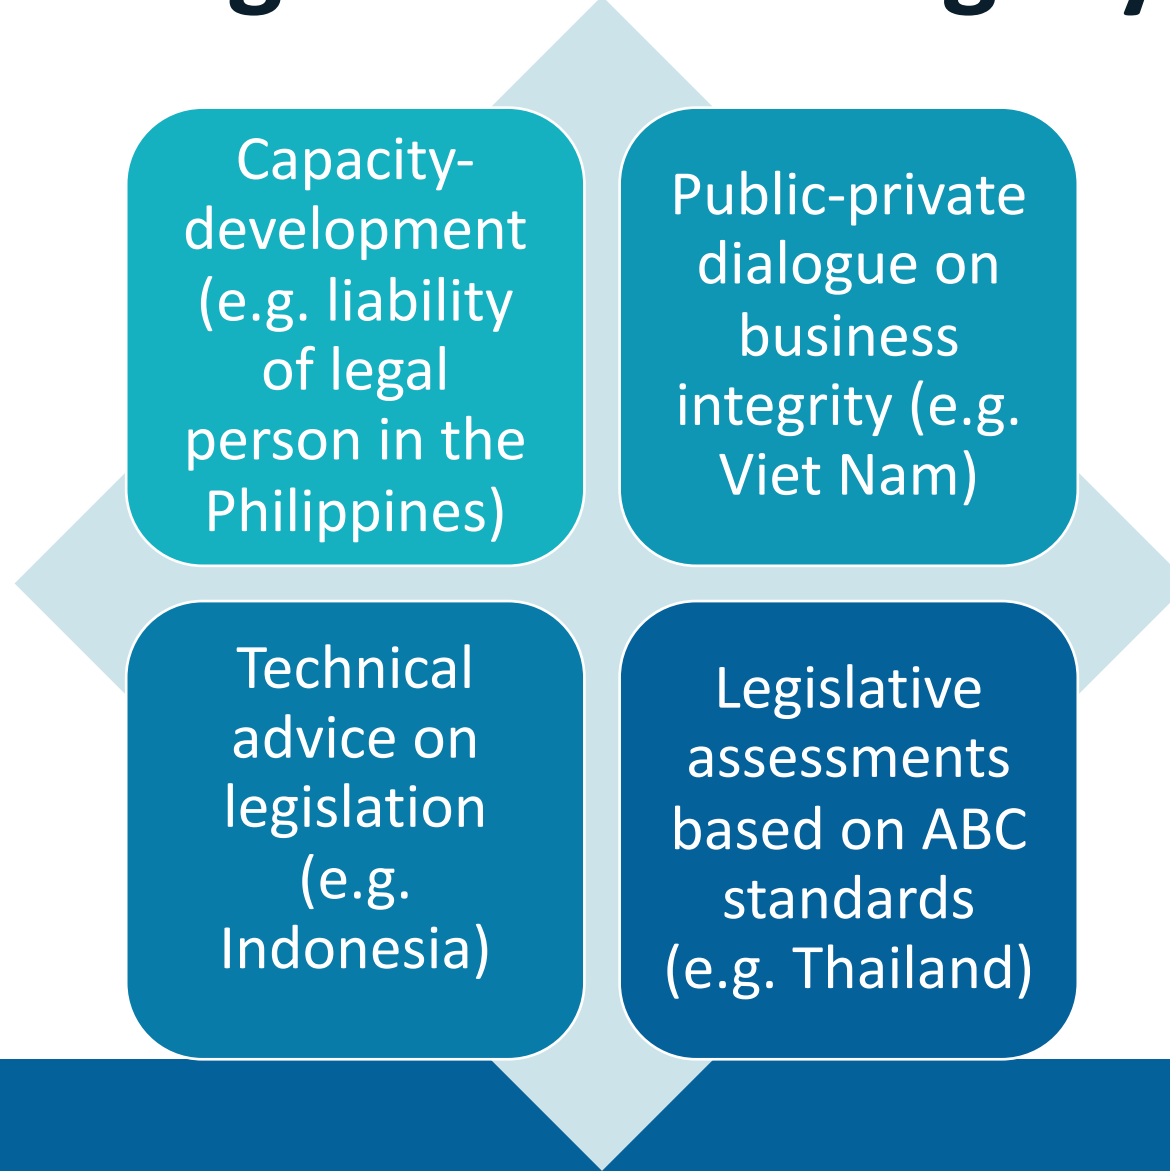 Capacity-
development
(e.g. liability
of legal
person in the
Philippines)
Public-private
dialogue on
business
integrity (e.g.
Viet Nam)
Technical
advice on
legislation
(e.g.
Indonesia)
Legislative
assessments
based on ABC
standards
(e.g. Thailand)